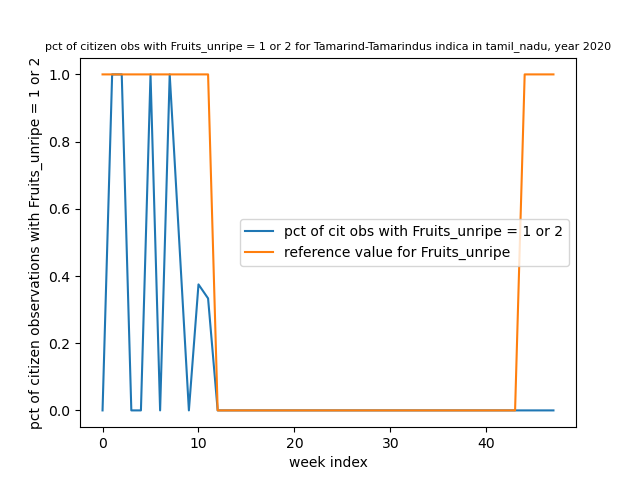 pct of citizen obs with Fruits_unripe = 1 or 2 for Tamarind-Tamarindus indica in tamil_nadu, year 2020
pct of citizen observations with Fruits_unripe = 1 or 2
1.0
0.8
0.6
0.4
0.2
0.0
pct of cit obs with Fruits_unripe = 1 or 2
reference value for Fruits_unripe
0
10
20
30
40
week index